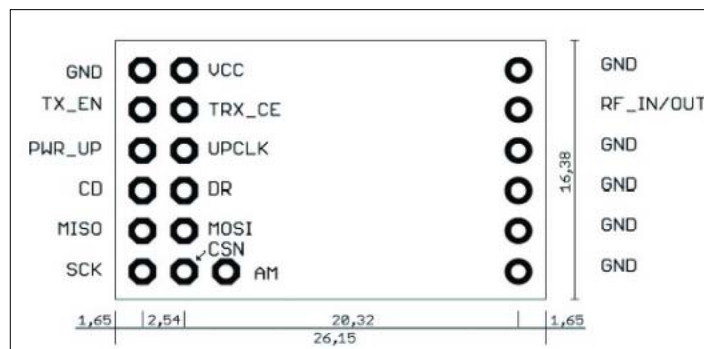 GND VCC GND
TX_EN TRX_CE RF_IN/OUT
PWR_UP UPCLK GND
16,38
CD DR GND
MISO MOSI GND
CSN
SCK AM GND
1,65 2,54 20,32 1,65
26,15